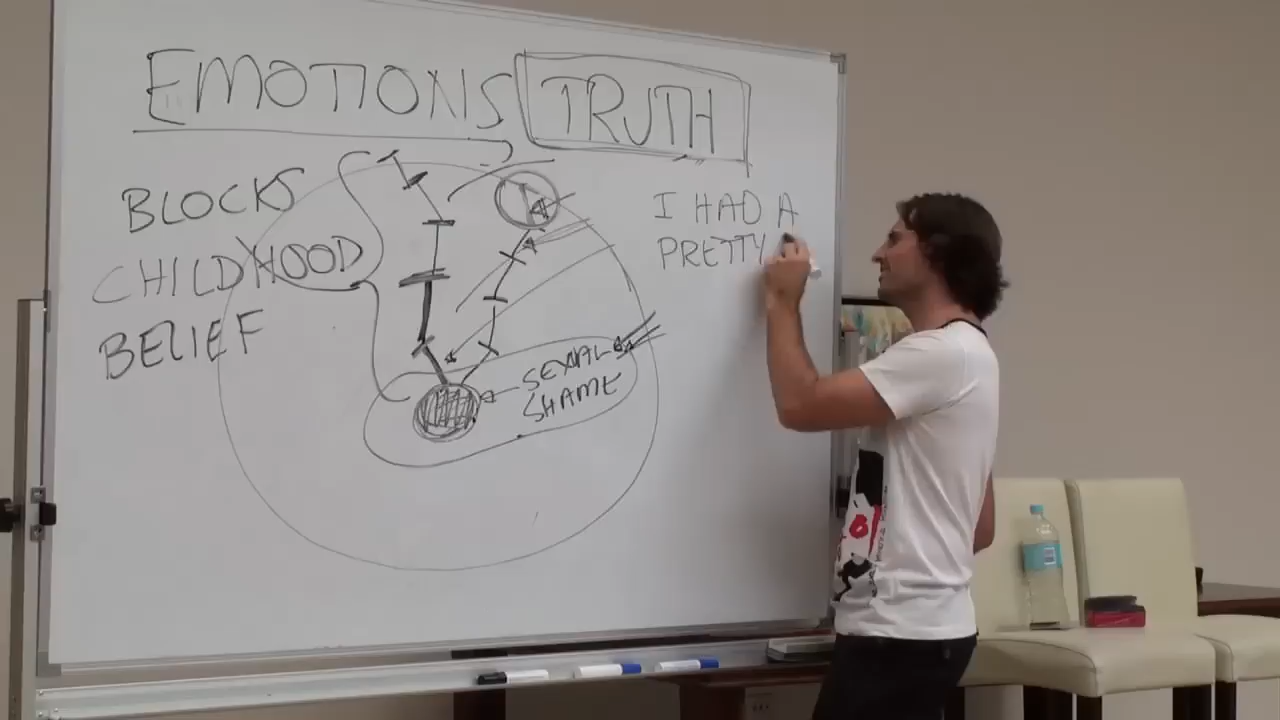 EMOTIONS TRUTH
BLOCKS
CHILDHOOD
BELIEF
SEXUAL
SHAME
I HAD A
PRETTY